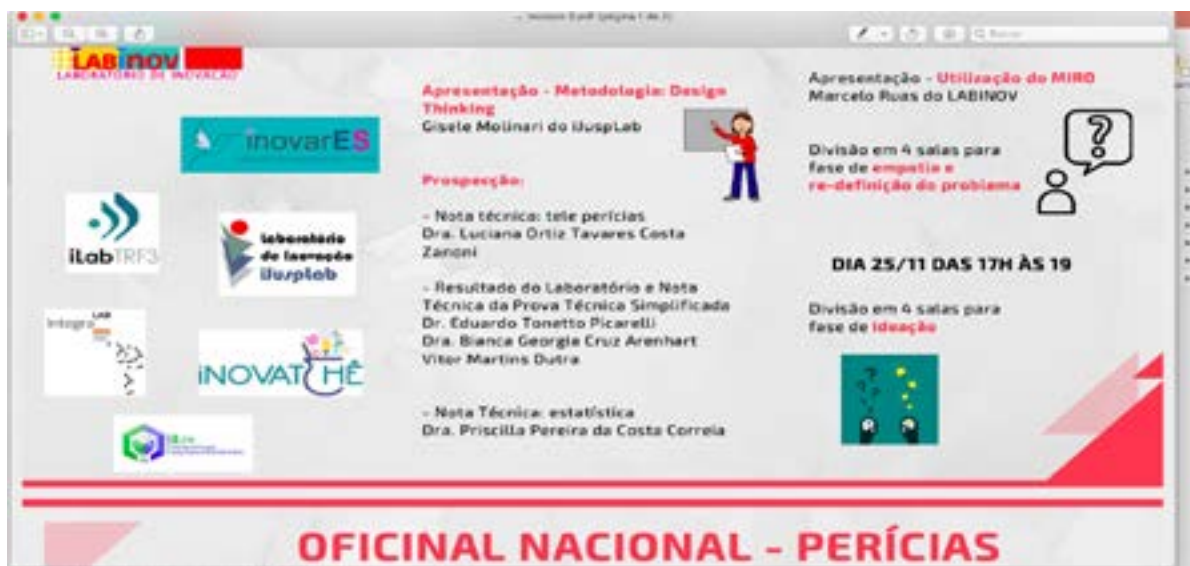 LABINOV
LABORATÓRIO DE INOVAÇÃO
inovarES
iLabTRF3
Laboratório
de Inovação
iJuspLab
Integra LAB
iNOVATCHÊ
Apresentação - Metodologia: Design
Thinking
Gisele Molinari do iJuspLab
Prospecção:
- Nota técnica: tele perícias
Dra. Luciana Ortiz Tavares Costa
Zanoni
- Resultado do Laboratório e Nota
Técnica da Prova Técnica Simplificada
Dr. Eduardo Tonetto Picarelli
Dra. Bianca Georgia Cruz Arenhart
Vitor Martins Dutra
- Nota Técnica: estatística
Dra. Priscilla Pereira da Costa Correia
Apresentação - Utilização do MIRO
Marcelo Ruas do LABINOV
Divisão em 4 salas para
fase de empatia e
re-definição do problema
DIA 25/11 DAS 17H ÀS 19
Divisão em 4 salas para
fase de Ideação
OFICINAL NACIONAL - PERÍCIAS